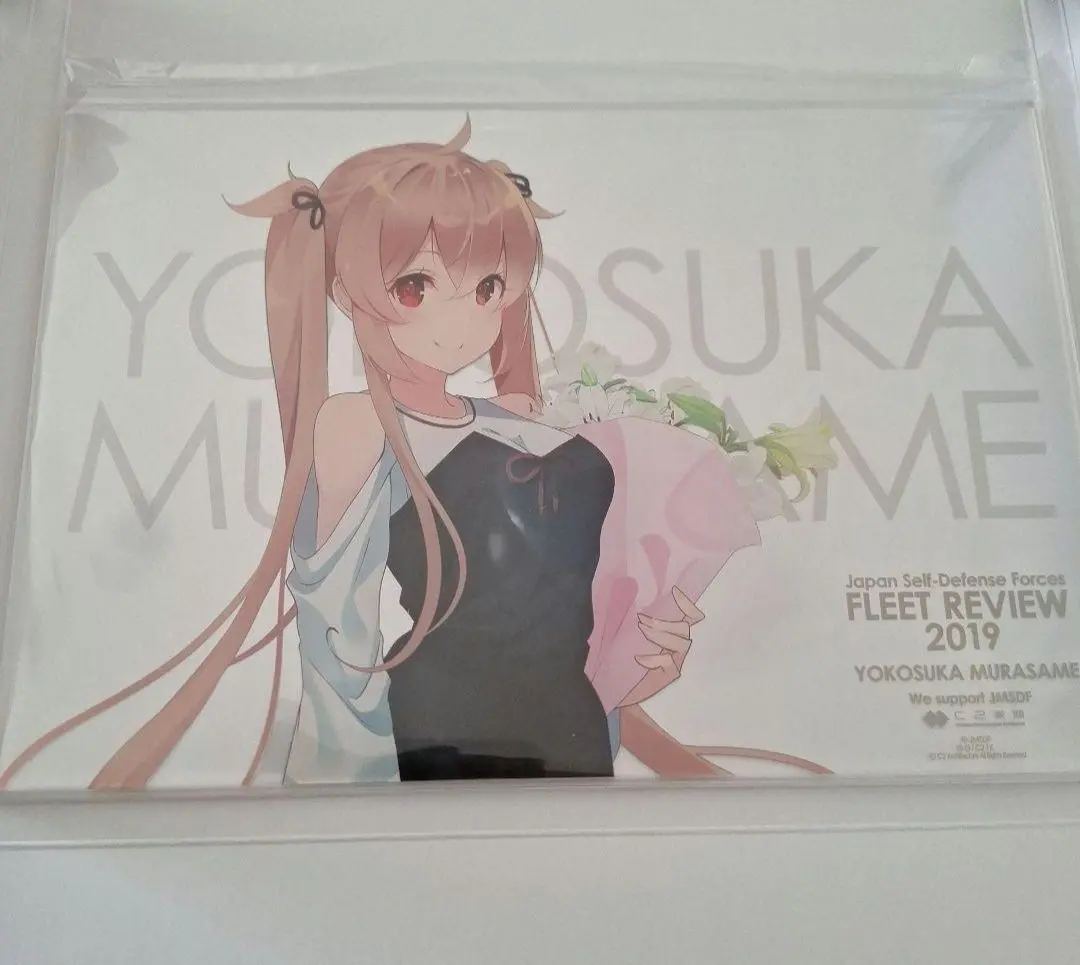 YOKOSUKA
MURASAME
Japan Self-Defense Forces
FLEET REVIEW
2019
YOKOSUKA MURASAME
We support JMSDF